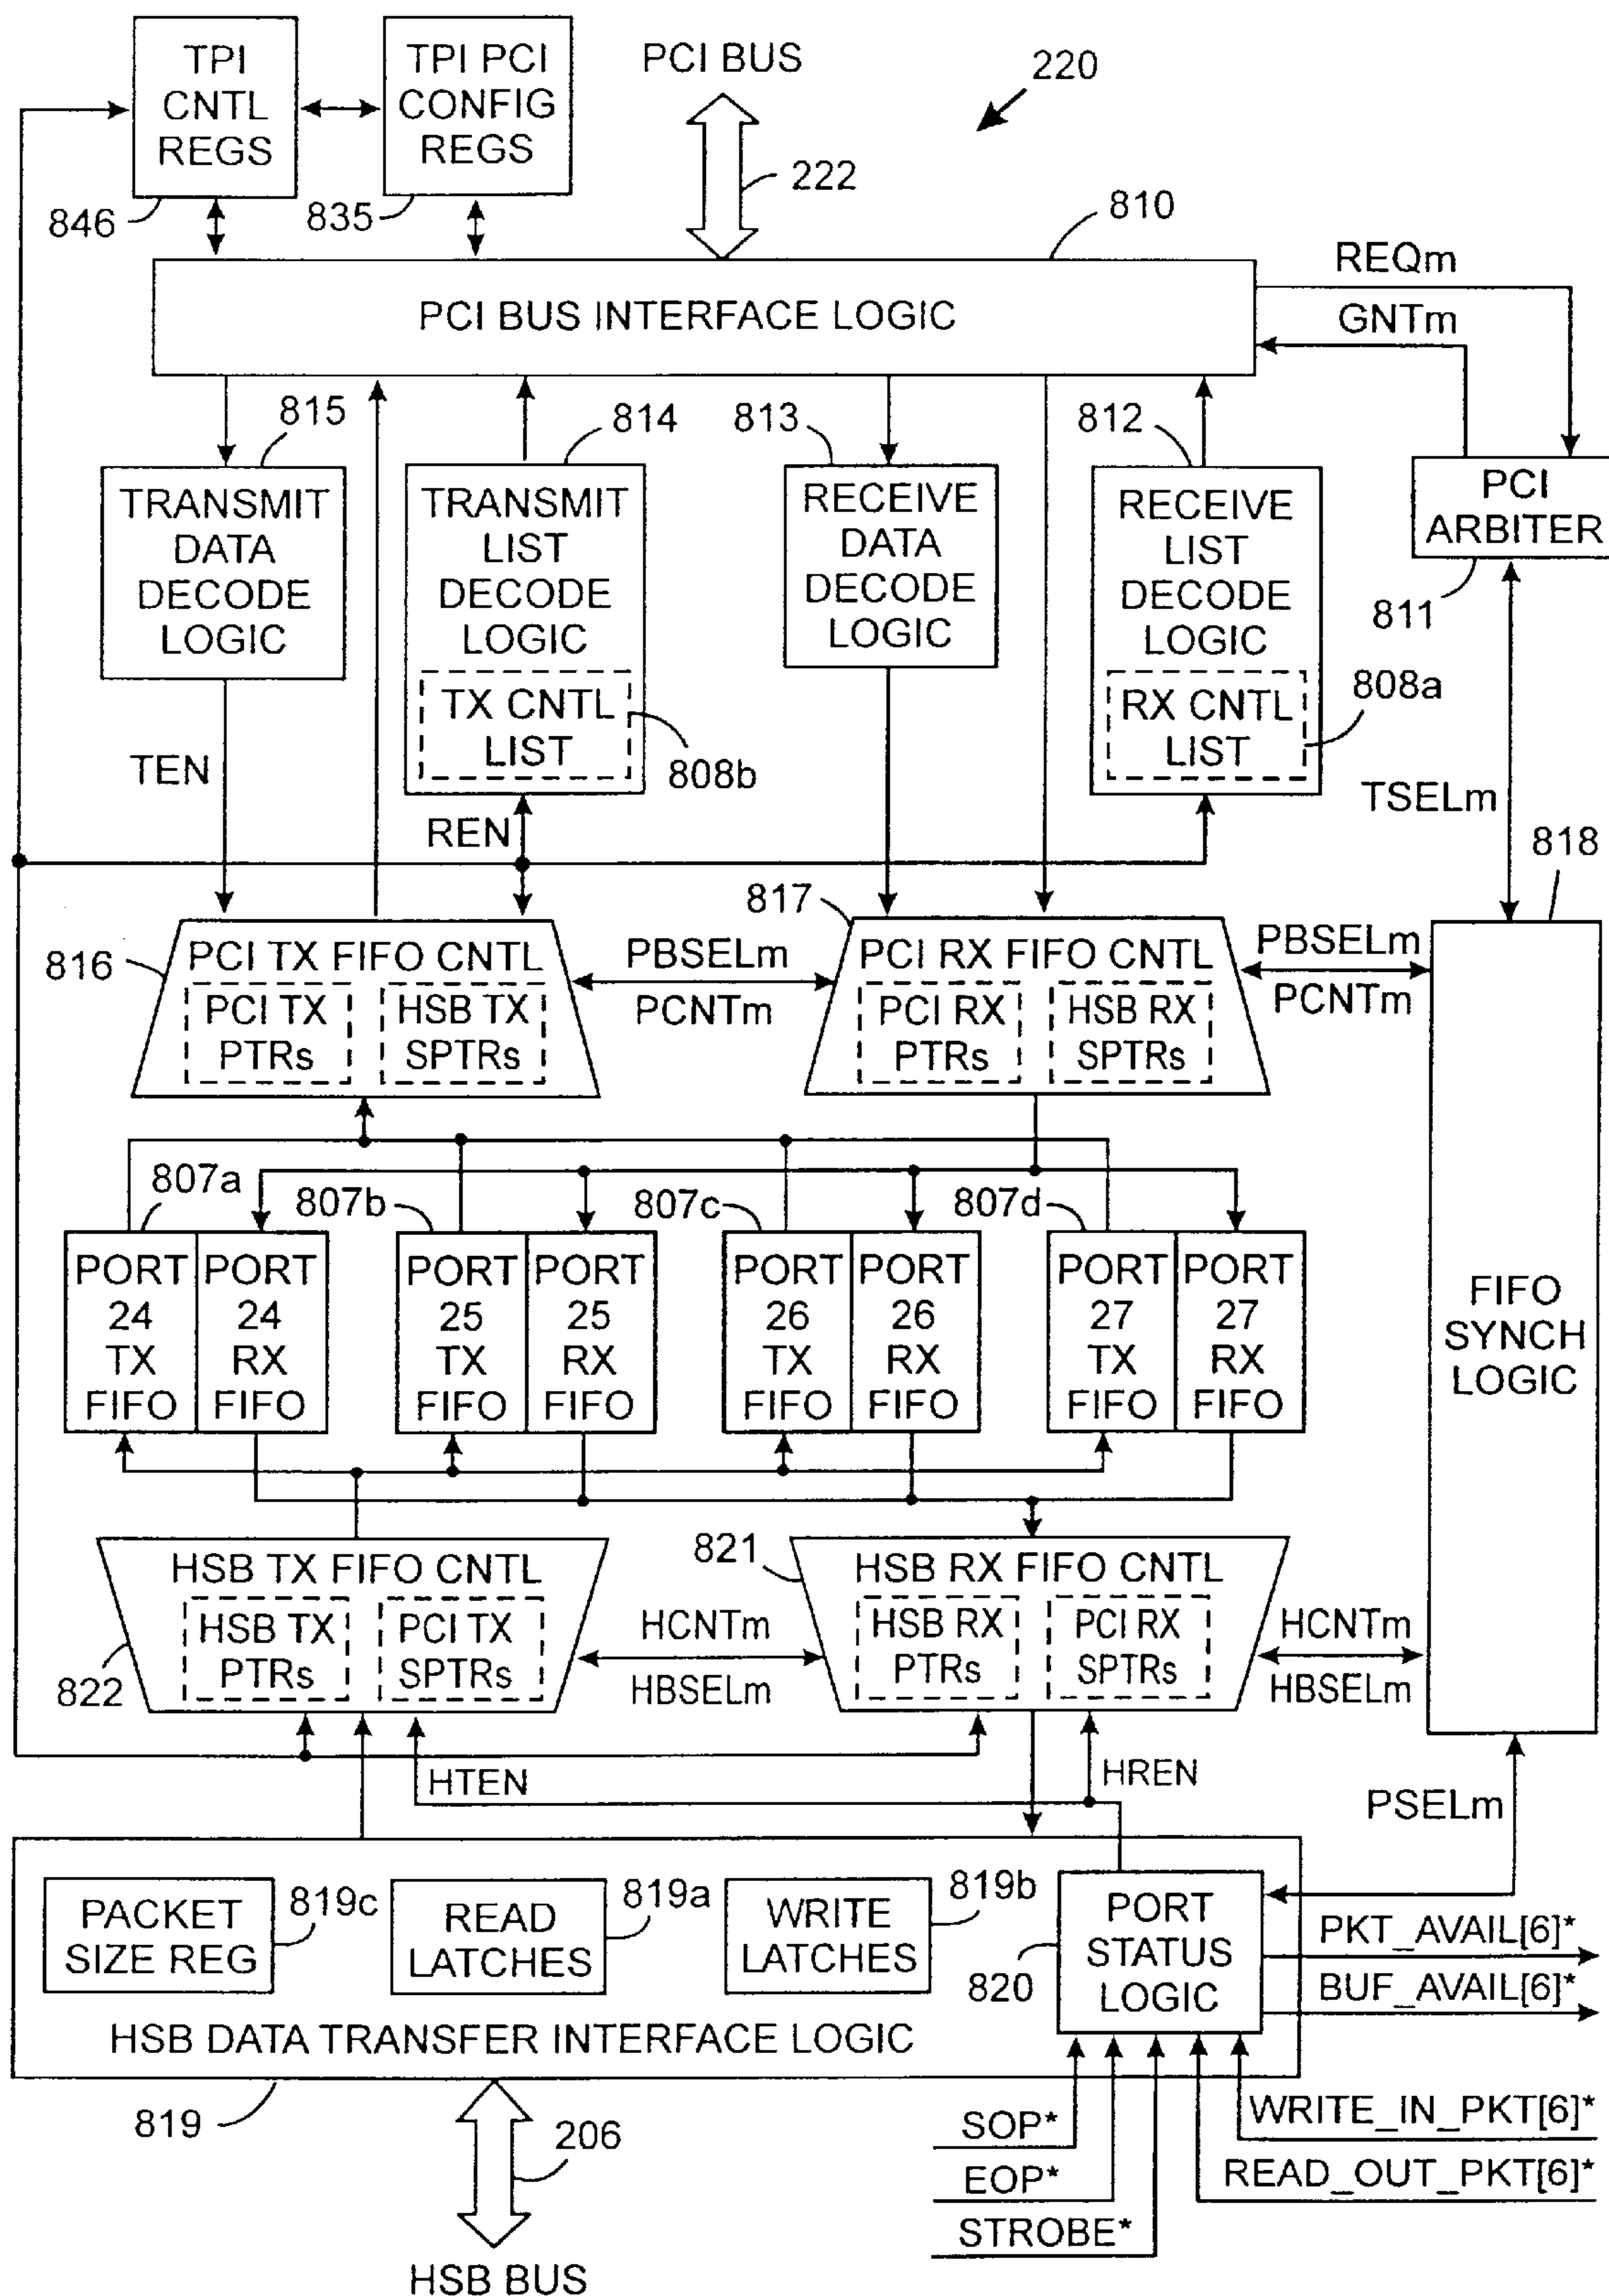 TPI
CNTL
REGS
TPI PCI
CONFIG
REGS
PCI BUS
220
846
835
222
810
REQm
GNTm
PCI BUS INTERFACE LOGIC
815
814
813
812
TRANSMIT
DATA
DECODE
LOGIC
TRANSMIT
LIST
DECODE
LOGIC
TX CNTL
LIST
RECEIVE
DATA
DECODE
LOGIC
RECEIVE
LIST
DECODE
LOGIC
RX CNTL
LIST
PCI
ARBITER
811
808a
808b
TEN
REN
TSELm
818
817
816
PCI TX FIFO CNTL
PCI TX
PTRs
HSB TX
SPTRs
PBSELm
PCNTm
PCI RX FIFO CNTL
PCI RX
PTRs
HSB RX
SPTRs
PBSELm
PCNTm
807a
807b
807c
807d
PORT
24
TX
FIFO
PORT
24
RX
FIFO
PORT
25
TX
FIFO
PORT
25
RX
FIFO
PORT
26
TX
FIFO
PORT
26
RX
FIFO
PORT
27
TX
FIFO
PORT
27
RX
FIFO
FIFO
SYNCH
LOGIC
HSB TX FIFO CNTL
HSB TX
PTRs
PCI TX
SPTRs
822
821
HCNTm
HBSELm
HSB RX FIFO CNTL
HSB RX
PTRs
PCI RX
SPTRs
HCNTm
HBSELm
HTEN
HREN
PSELm
PACKET
SIZE REG
819c
READ
LATCHES
819a
WRITE
LATCHES
819b
820
PORT
STATUS
LOGIC
PKT_AVAIL[6]*
BUF_AVAIL[6]*
HSB DATA TRANSFER INTERFACE LOGIC
819
206
SOP*
EOP*
STROBE*
WRITE_IN_PKT[6]*
READ_OUT_PKT[6]*
HSB BUS